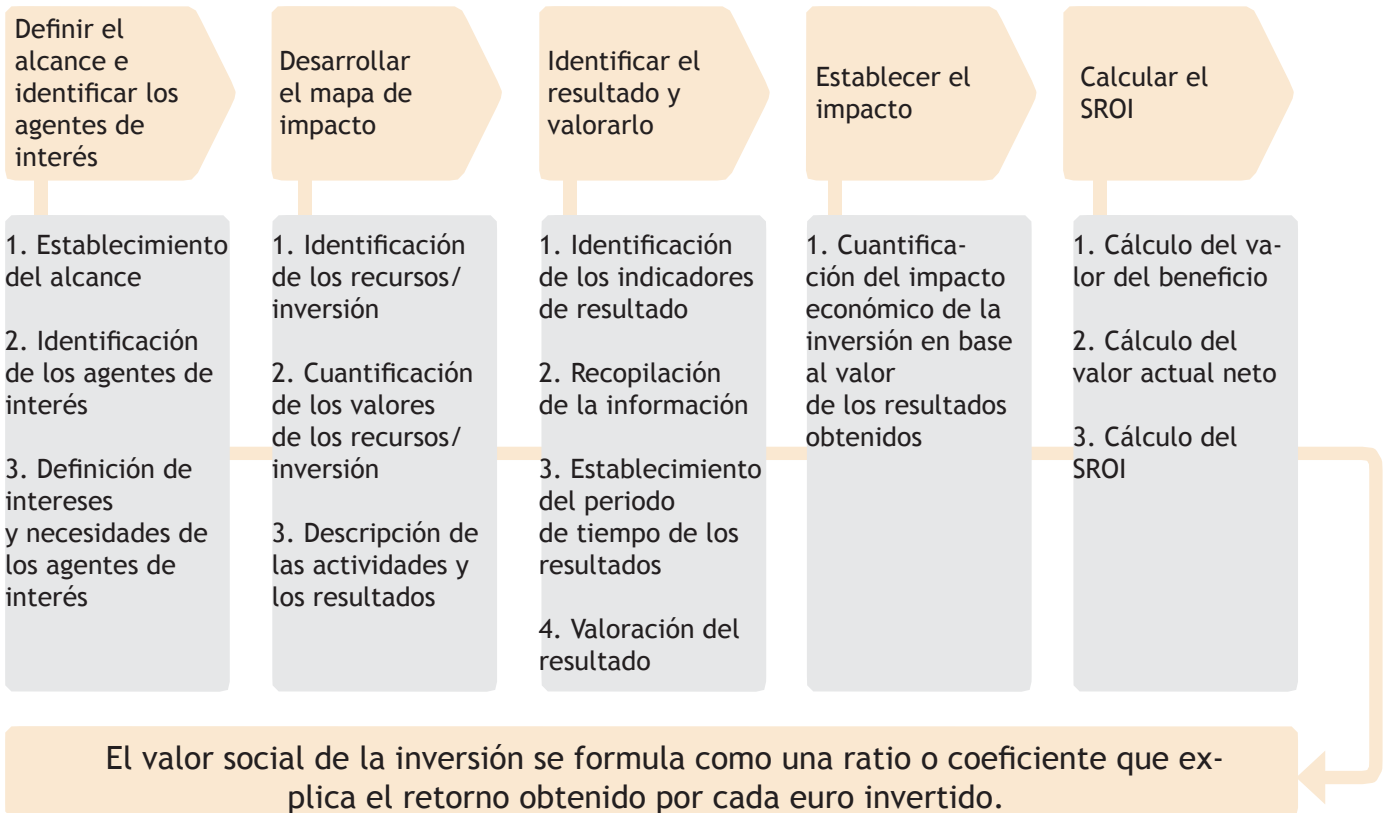 Definir el
alcance e
identificar los
agentes de
interés
Desarrollar
el mapa de
impacto
Identificar el
resultado y
valorarlo
Establecer el
impacto
Calcular el
SROI
1. Establecimiento
del alcance
2. Identificación
de los agentes de
interés
3. Definición de
intereses
y necesidades de
los agentes de
interés
1. Identificación
de los recursos/
inversión
2. Cuantificación
de los valores
de los recursos/
inversión
3. Descripción de
las actividades y
los resultados
1. Identificación
de los indicadores
de resultado
2. Recopilación
de la información
3. Establecimiento
del periodo
de tiempo de los
resultados
4. Valoración del
resultado
1. Cuantifica-
ción del impacto
económico de la
inversión en base
al valor
de los resultados
obtenidos
1. Cálculo del va-
lor del beneficio
2. Cálculo del
valor actual neto
3. Cálculo del
SROI
El valor social de la inversión se formula como una ratio o coeficiente que ex-
plica el retorno obtenido por cada euro invertido.